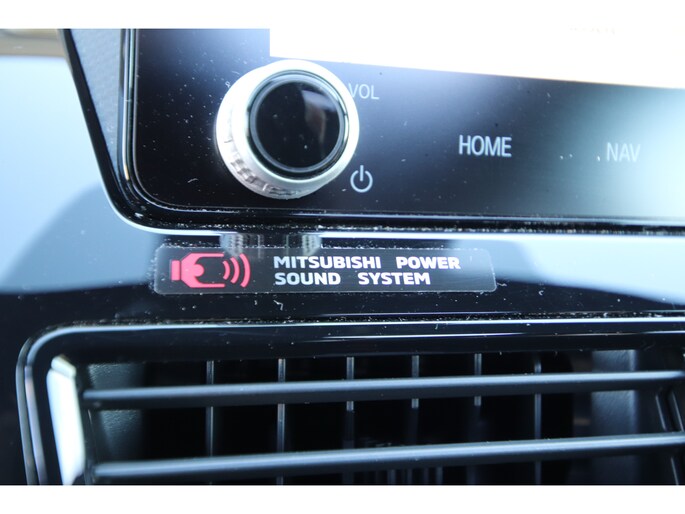 VOL
HOME
NAV
MITSUBISHI POWER
SOUND SYSTEM